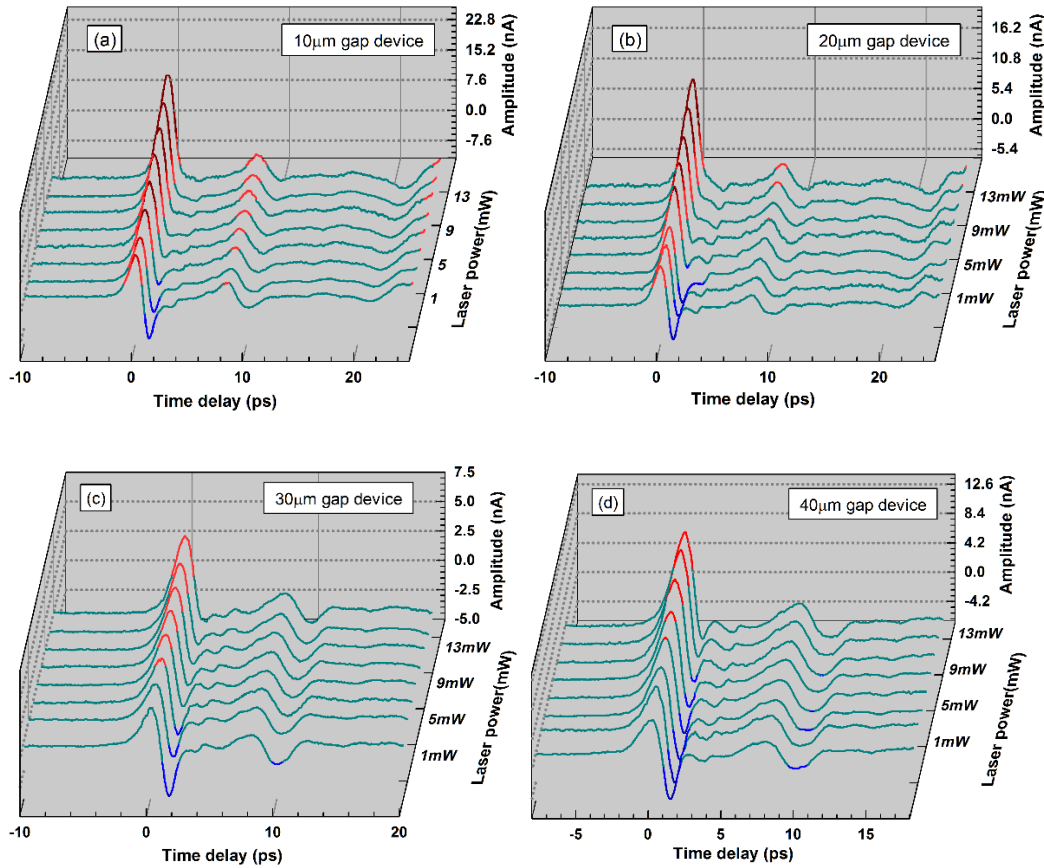 (a)
10μm gap device
22.8
15.2
7.6
0.0
-7.6
Amplitude (nA)
13
9
5
1
Laser power(mW)
-10
0
10
20
Time delay (ps)
(b)
20μm gap device
16.2
10.8
5.4
0.0
-5.4
Amplitude (nA)
13mW
9mW
5mW
1mW
Laser power(mW)
-10
0
10
20
Time delay (ps)
(c)
30μm gap device
7.5
5.0
2.5
0.0
-2.5
-5.0
Amplitude (nA)
13mW
9mW
5mW
1mW
Laser power(mW)
-10
0
10
20
Time delay (ps)
(d)
40μm gap device
12.6
8.4
4.2
0.0
-4.2
Amplitude (nA)
13mW
9mW
5mW
1mW
Laser power(mW)
-5
0
5
10
15
Time delay (ps)